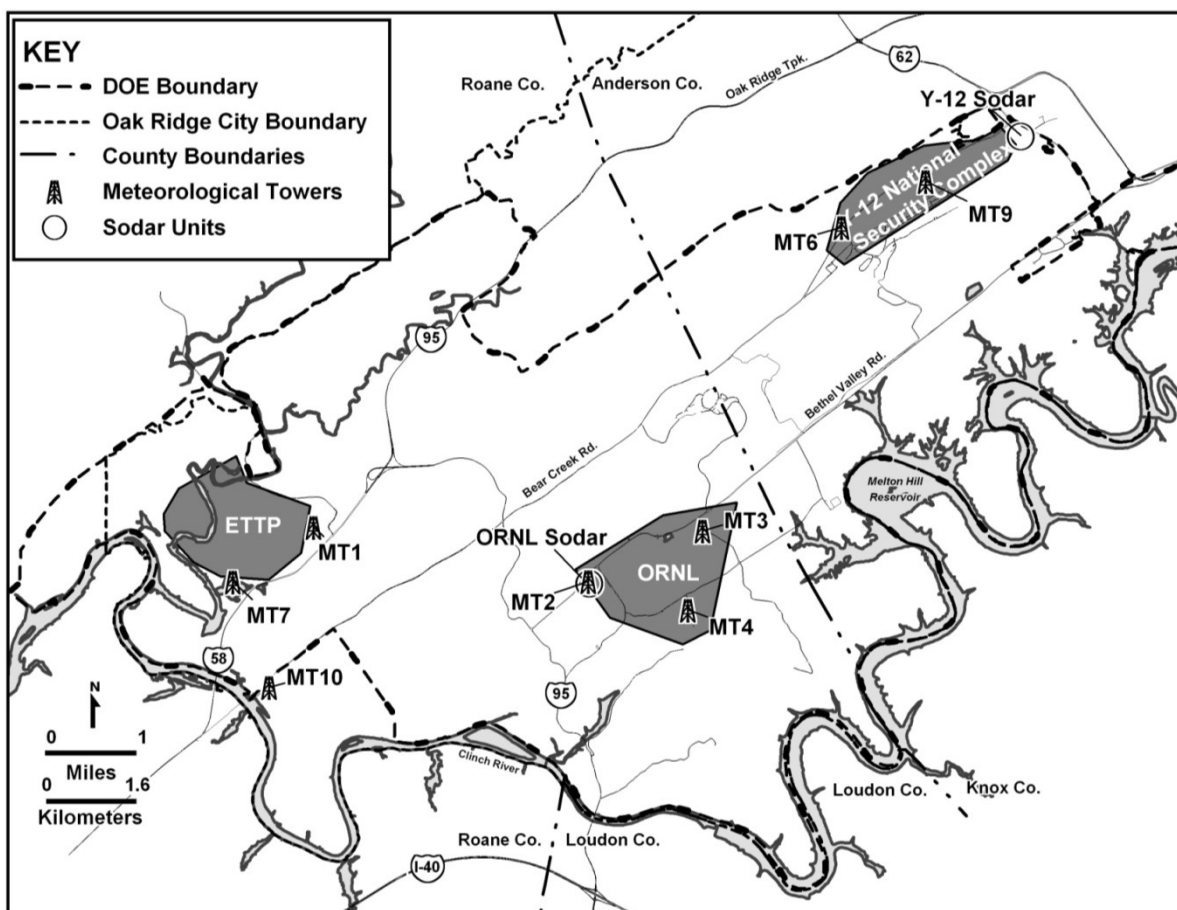 KEY
DOE Boundary
Oak Ridge City Boundary
County Boundaries
Meteorological Towers
Sodar Units
Roane Co.
Anderson Co.
Oak Ridge Tpk.
62
Y-12 Sodar
Y-12 National
Security Complex
MT9
MT6
95
Bethel Valley Rd.
Bear Creek Rd.
Melton Hill
Reservoir
ETTP
MT1
ORNL Sodar
MT3
ORNL
MT2
MT7
MT4
58
MT10
95
N
0 1
Miles
0 1.6
Kilometers
Clinch River
Loudon Co.
Knox Co.
Roane Co.
Loudon Co.
I-40